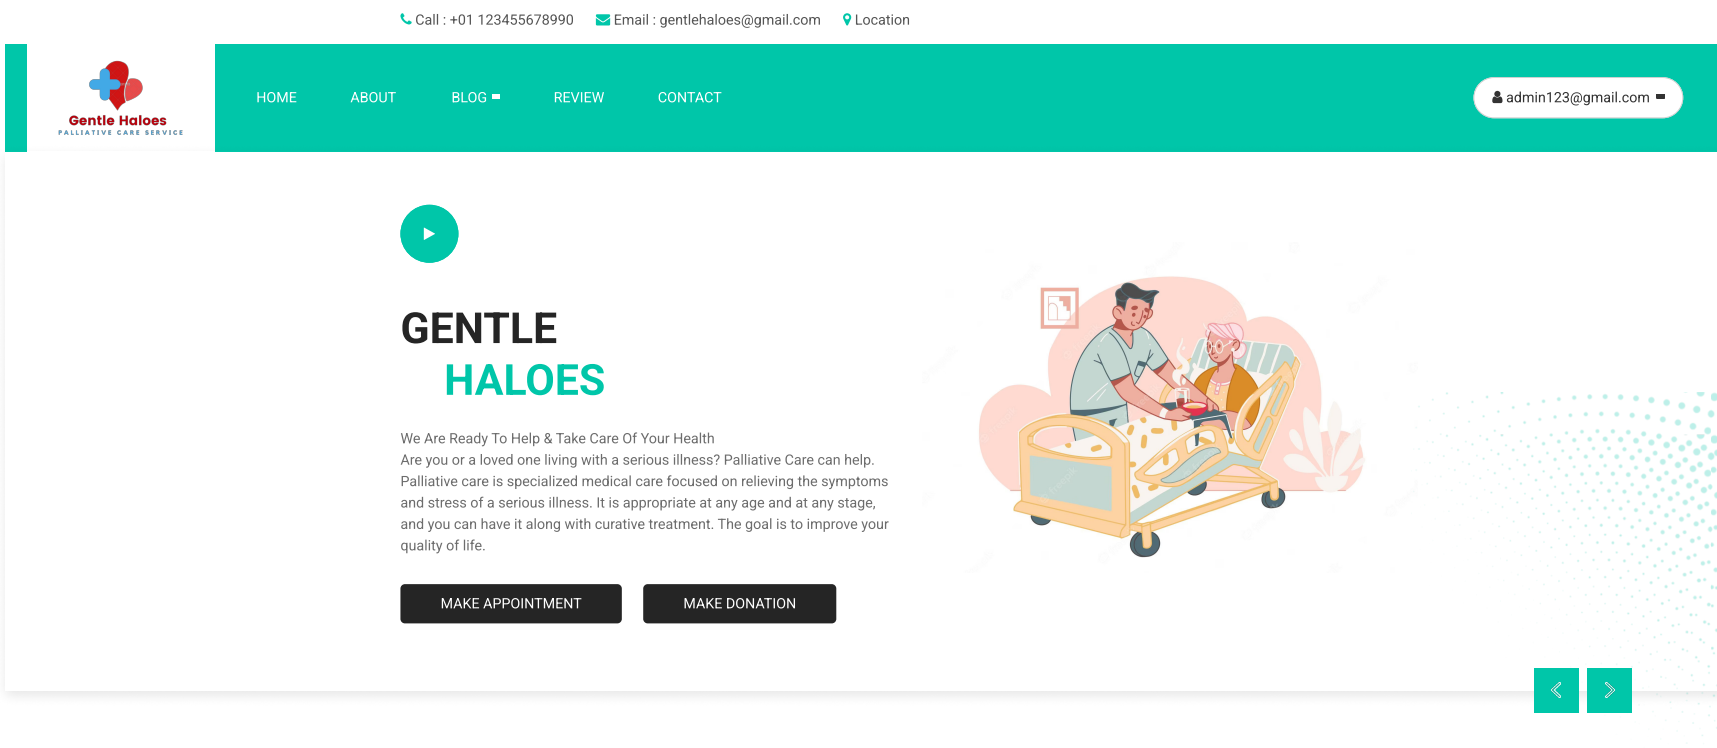 Call : +01 123455678990 Email : gentlehaloes@gmail.com Location
Gentle Haloes
PALLIATIVE CARE SERVICE
HOME ABOUT BLOG REVIEW CONTACT
admin123@gmail.com
GENTLE
HALOES
We Are Ready To Help & Take Care Of Your Health
Are you or a loved one living with a serious illness? Palliative Care can help.
Palliative care is specialized medical care focused on relieving the symptoms
and stress of a serious illness. It is appropriate at any age and at any stage,
and you can have it along with curative treatment. The goal is to improve your
quality of life.
MAKE APPOINTMENT MAKE DONATION